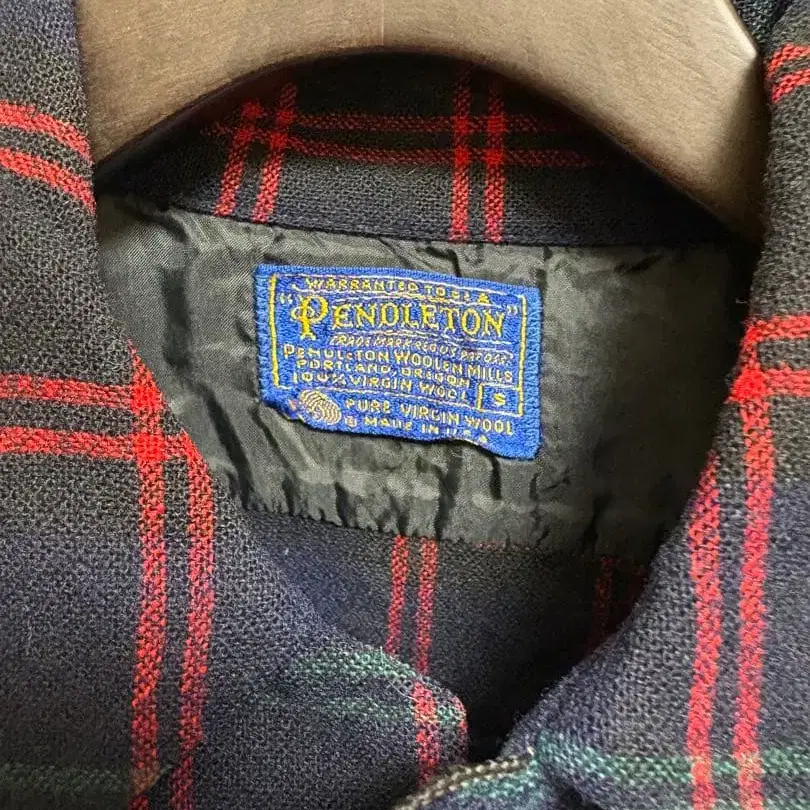 WARRANTED TO BE A
"PENDLETON"
TRADE MARK REG. U.S. PAT. OFF.
PENDLETON WOOLEN MILLS
PORTLAND, OREGON
100% VIRGIN WOOL S
PURE VIRGIN WOOL
MADE IN U.S.A